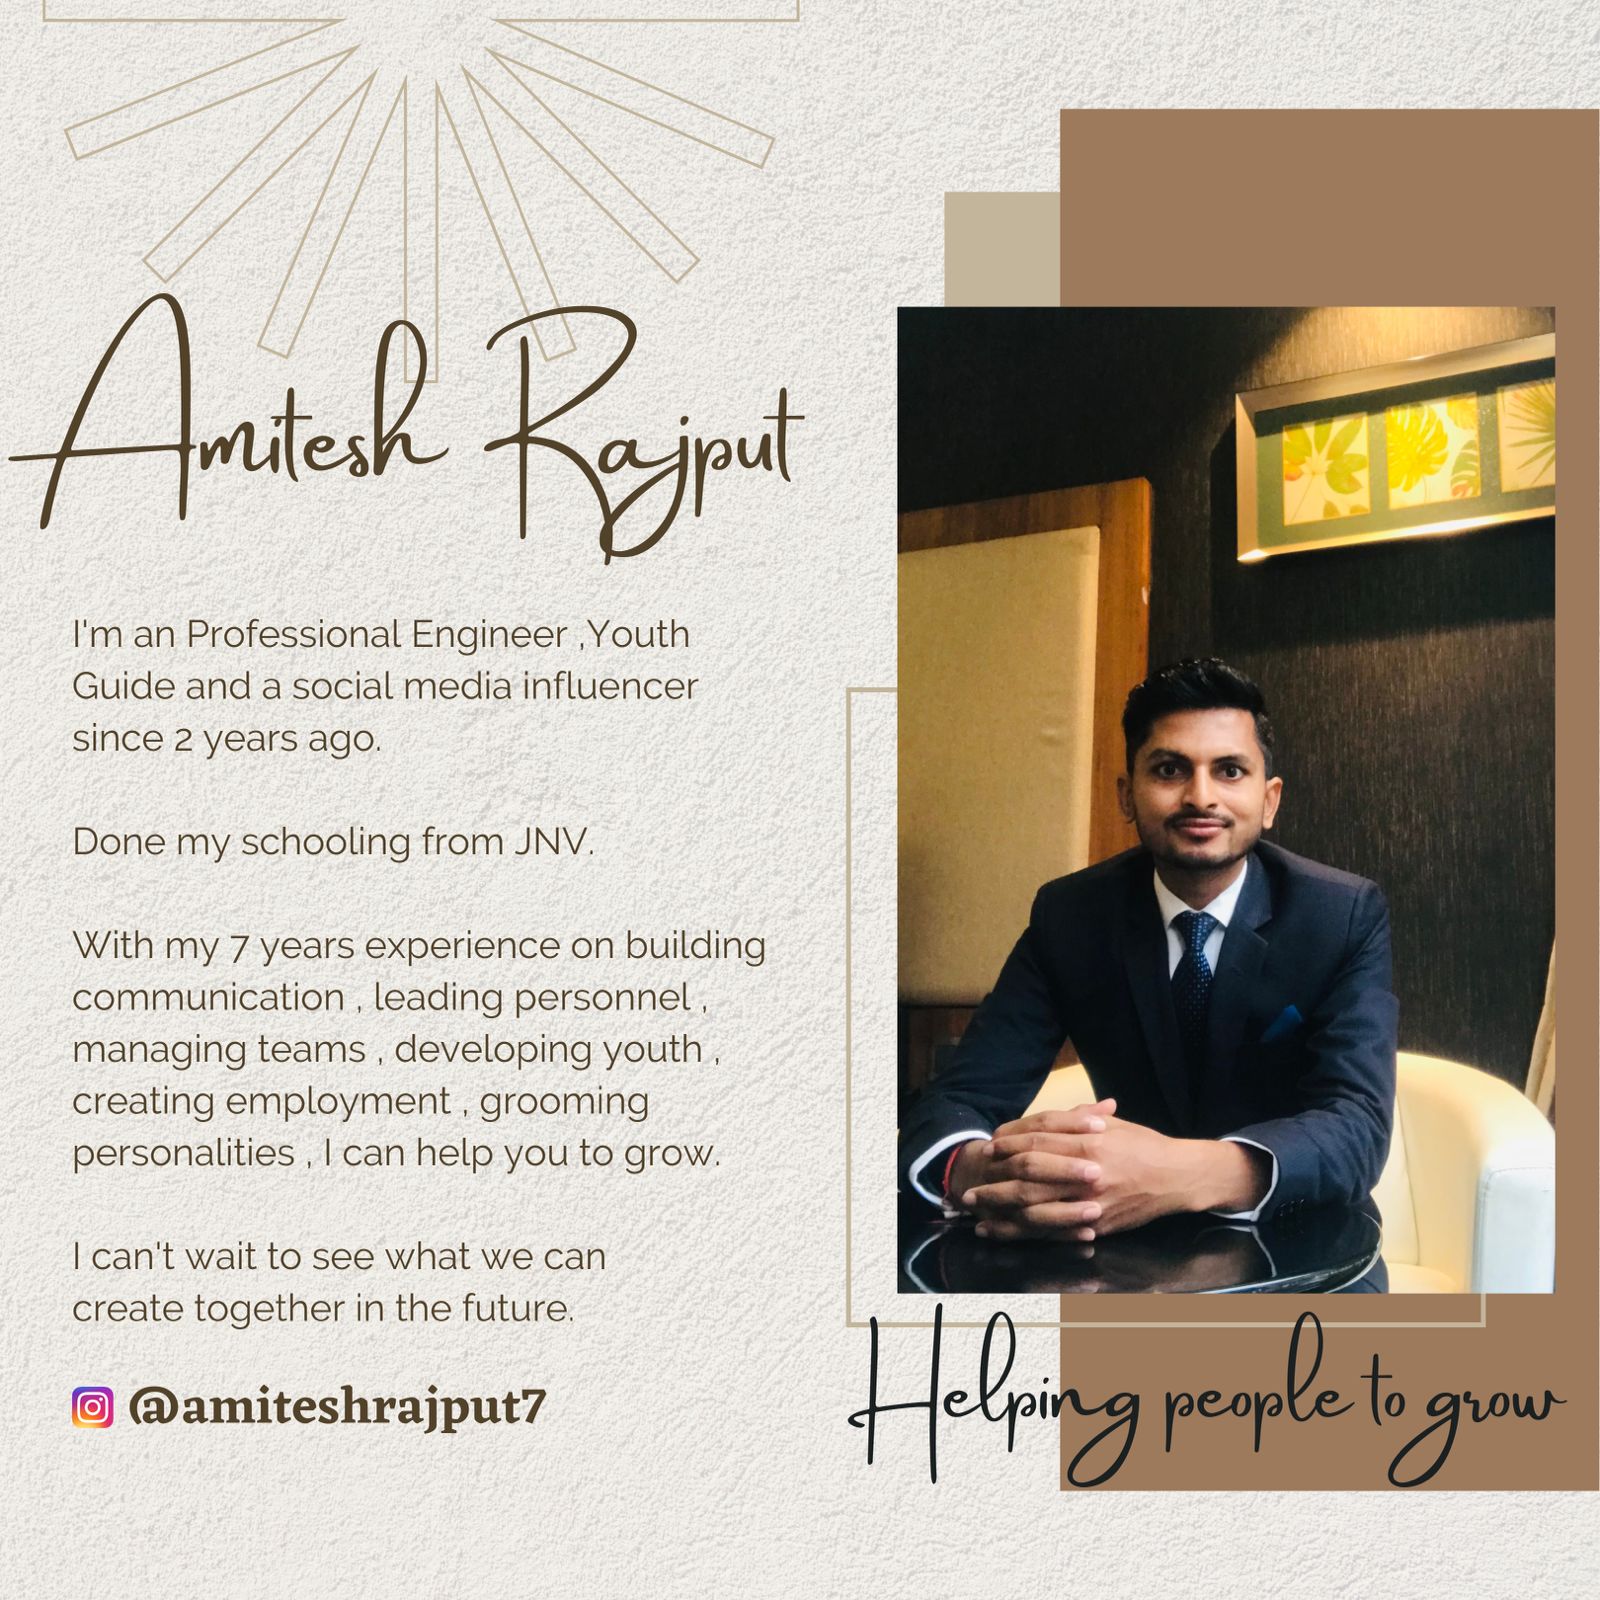 Amitesh Rajput
I'm an Professional Engineer ,Youth
Guide and a social media influencer
since 2 years ago.
Done my schooling from JNV.
With my 7 years experience on building
communication , leading personnel ,
managing teams , developing youth ,
creating employment , grooming
personalities , I can help you to grow.
I can't wait to see what we can
create together in the future.
@amiteshrajput7
Helping people to grow